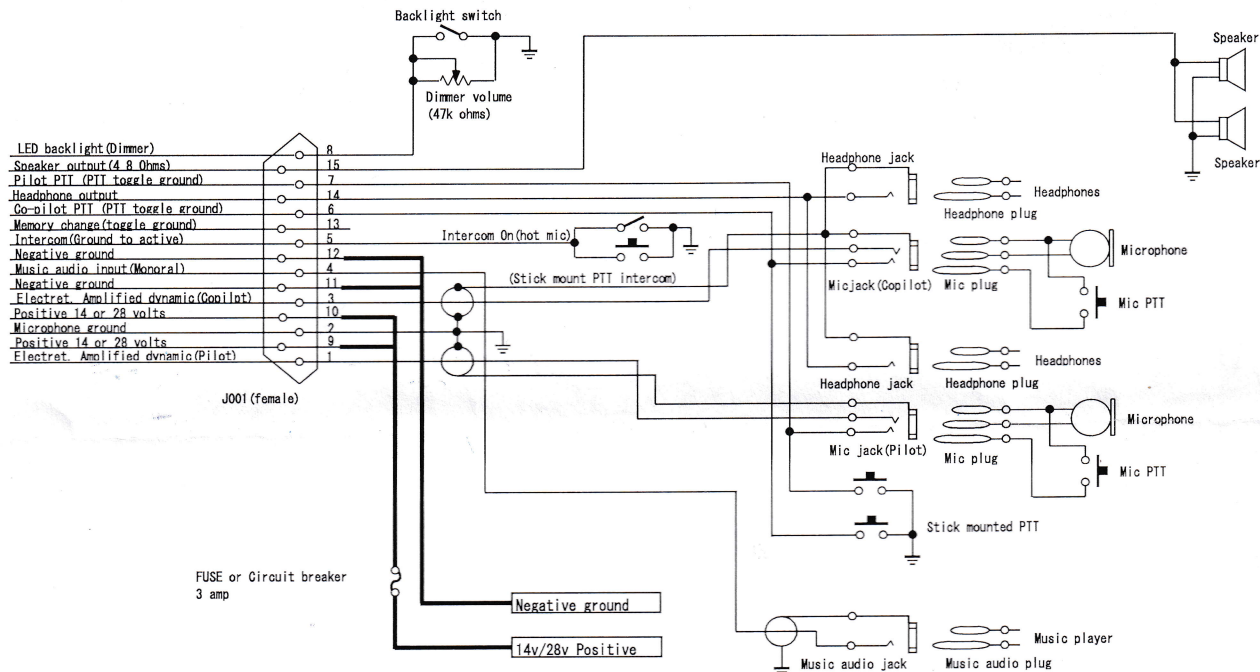 Backlight switch
Dimmer volume
(47k ohms)
Speaker
Speaker
LED backlight(Dimmer) 8
Speaker output(4 8 Ohms) 15
Pilot PTT (PTT toggle ground) 7
Headphone output 14
Co-pilot PTT (PTT toggle ground) 6
Memory change(toggle ground) 13
Intercom(Ground to active) 5
Negative ground 12
Music audio input(Monoral) 4
Negative ground 11
Electret. Amplified dynamic(Copilpt) 3
Positive 14 or 28 volts 10
Microphone ground 2
Positive 14 or 28 volts 9
Electret. Amplified dynamic(Pilot) 1
J001(female)
Intercom On(hot mic)
(Stick mount PTT intercom)
Headphone jack
Headphones
Headphone plug
Microphone
Micjack(Copilot)
Mic plug
Mic PTT
Headphones
Headphone jack
Headphone plug
Microphone
Mic jack(Pilot)
Mic plug
Mic PTT
Stick mounted PTT
FUSE or Circuit breaker
3 amp
Negative ground
14v/28v Positive
Music player
Music audio jack
Music audio plug